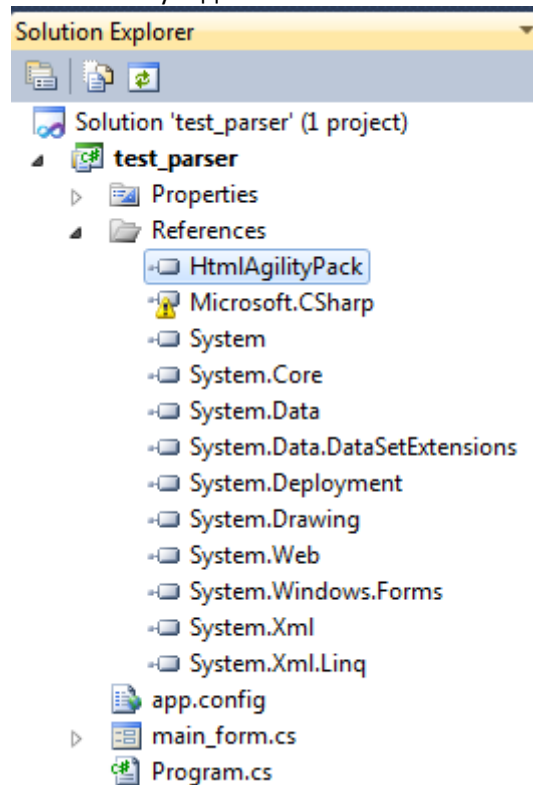 Solution Explorer
Solution 'test_parser' (1 project)
test_parser
Properties
References
HtmlAgilityPack
Microsoft.CSharp
System
System.Core
System.Data
System.Data.DataSetExtensions
System.Deployment
System.Drawing
System.Web
System.Windows.Forms
System.Xml
System.Xml.Linq
app.config
main_form.cs
Program.cs